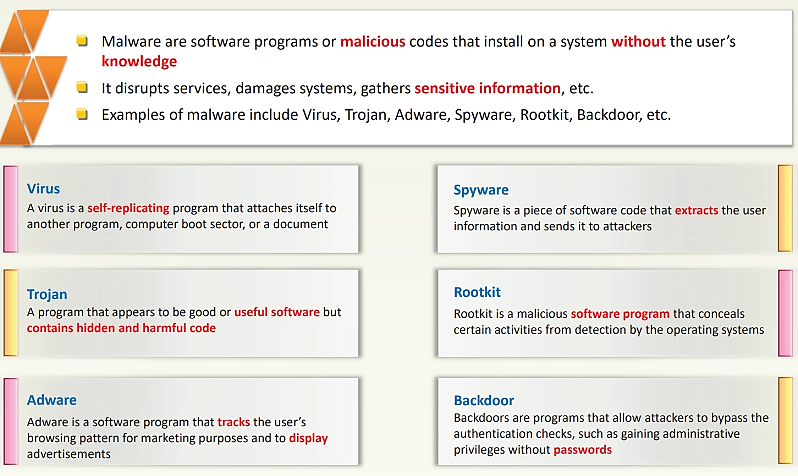 Malware are software programs or malicious codes that install on a system without the user's
knowledge
It disrupts services, damages systems, gathers sensitive information, etc.
Examples of malware include Virus, Trojan, Adware, Spyware, Rootkit, Backdoor, etc.
Virus
A virus is a self-replicating program that attaches itself to
another program, computer boot sector, or a document
Spyware
Spyware is a piece of software code that extracts the user
information and sends it to attackers
Trojan
A program that appears to be good or useful software but
contains hidden and harmful code
Rootkit
Rootkit is a malicious software program that conceals
certain activities from detection by the operating systems
Adware
Adware is a software program that tracks the user's
browsing pattern for marketing purposes and to display
advertisements
Backdoor
Backdoors are programs that allow attackers to bypass the
authentication checks, such as gaining administrative
privileges without passwords